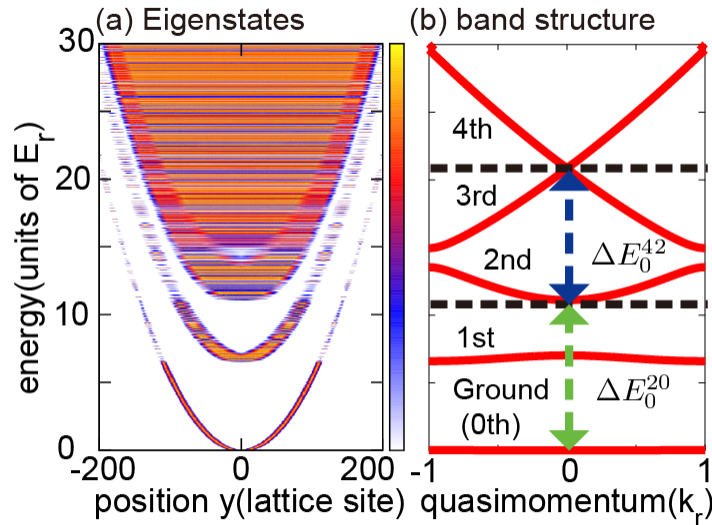 (a) Eigenstates
(b) band structure
energy(units of E_r)
30
20
10
0
-200
0
200
position y(lattice site)
4th
3rd
2nd
ΔE_0^{42}
1st
Ground
(0th)
ΔE_0^{20}
-1
0
1
quasimomentum(k_r)